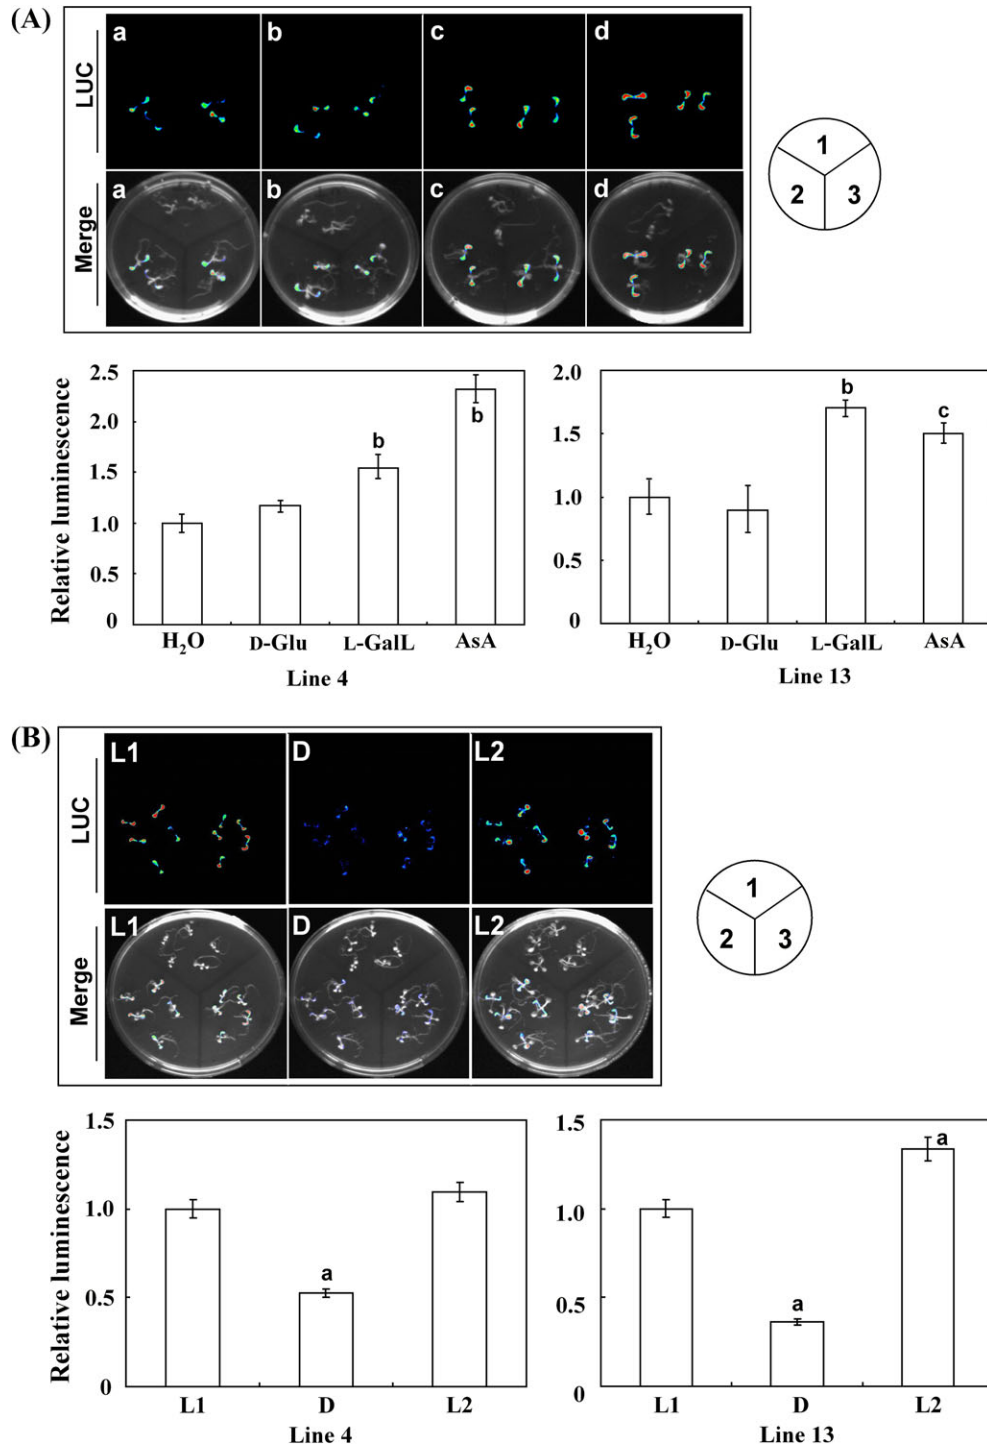 (A)
LUC
a b c d
Merge
a b c d
1
2 3
Relative luminescence
2.5
2.0
1.5
1.0
0.5
0
b
b
H₂O D-Glu L-GalL AsA
Line 4
2.0
1.5
1.0
0.5
0
b
c
H₂O D-Glu L-GalL AsA
Line 13
(B)
LUC
L1 D L2
Merge
L1 D L2
1
2 3
Relative luminescence
1.5
1.0
0.5
0
a
L1 D L2
Line 4
1.5
1.0
0.5
0
a
a
L1 D L2
Line 13